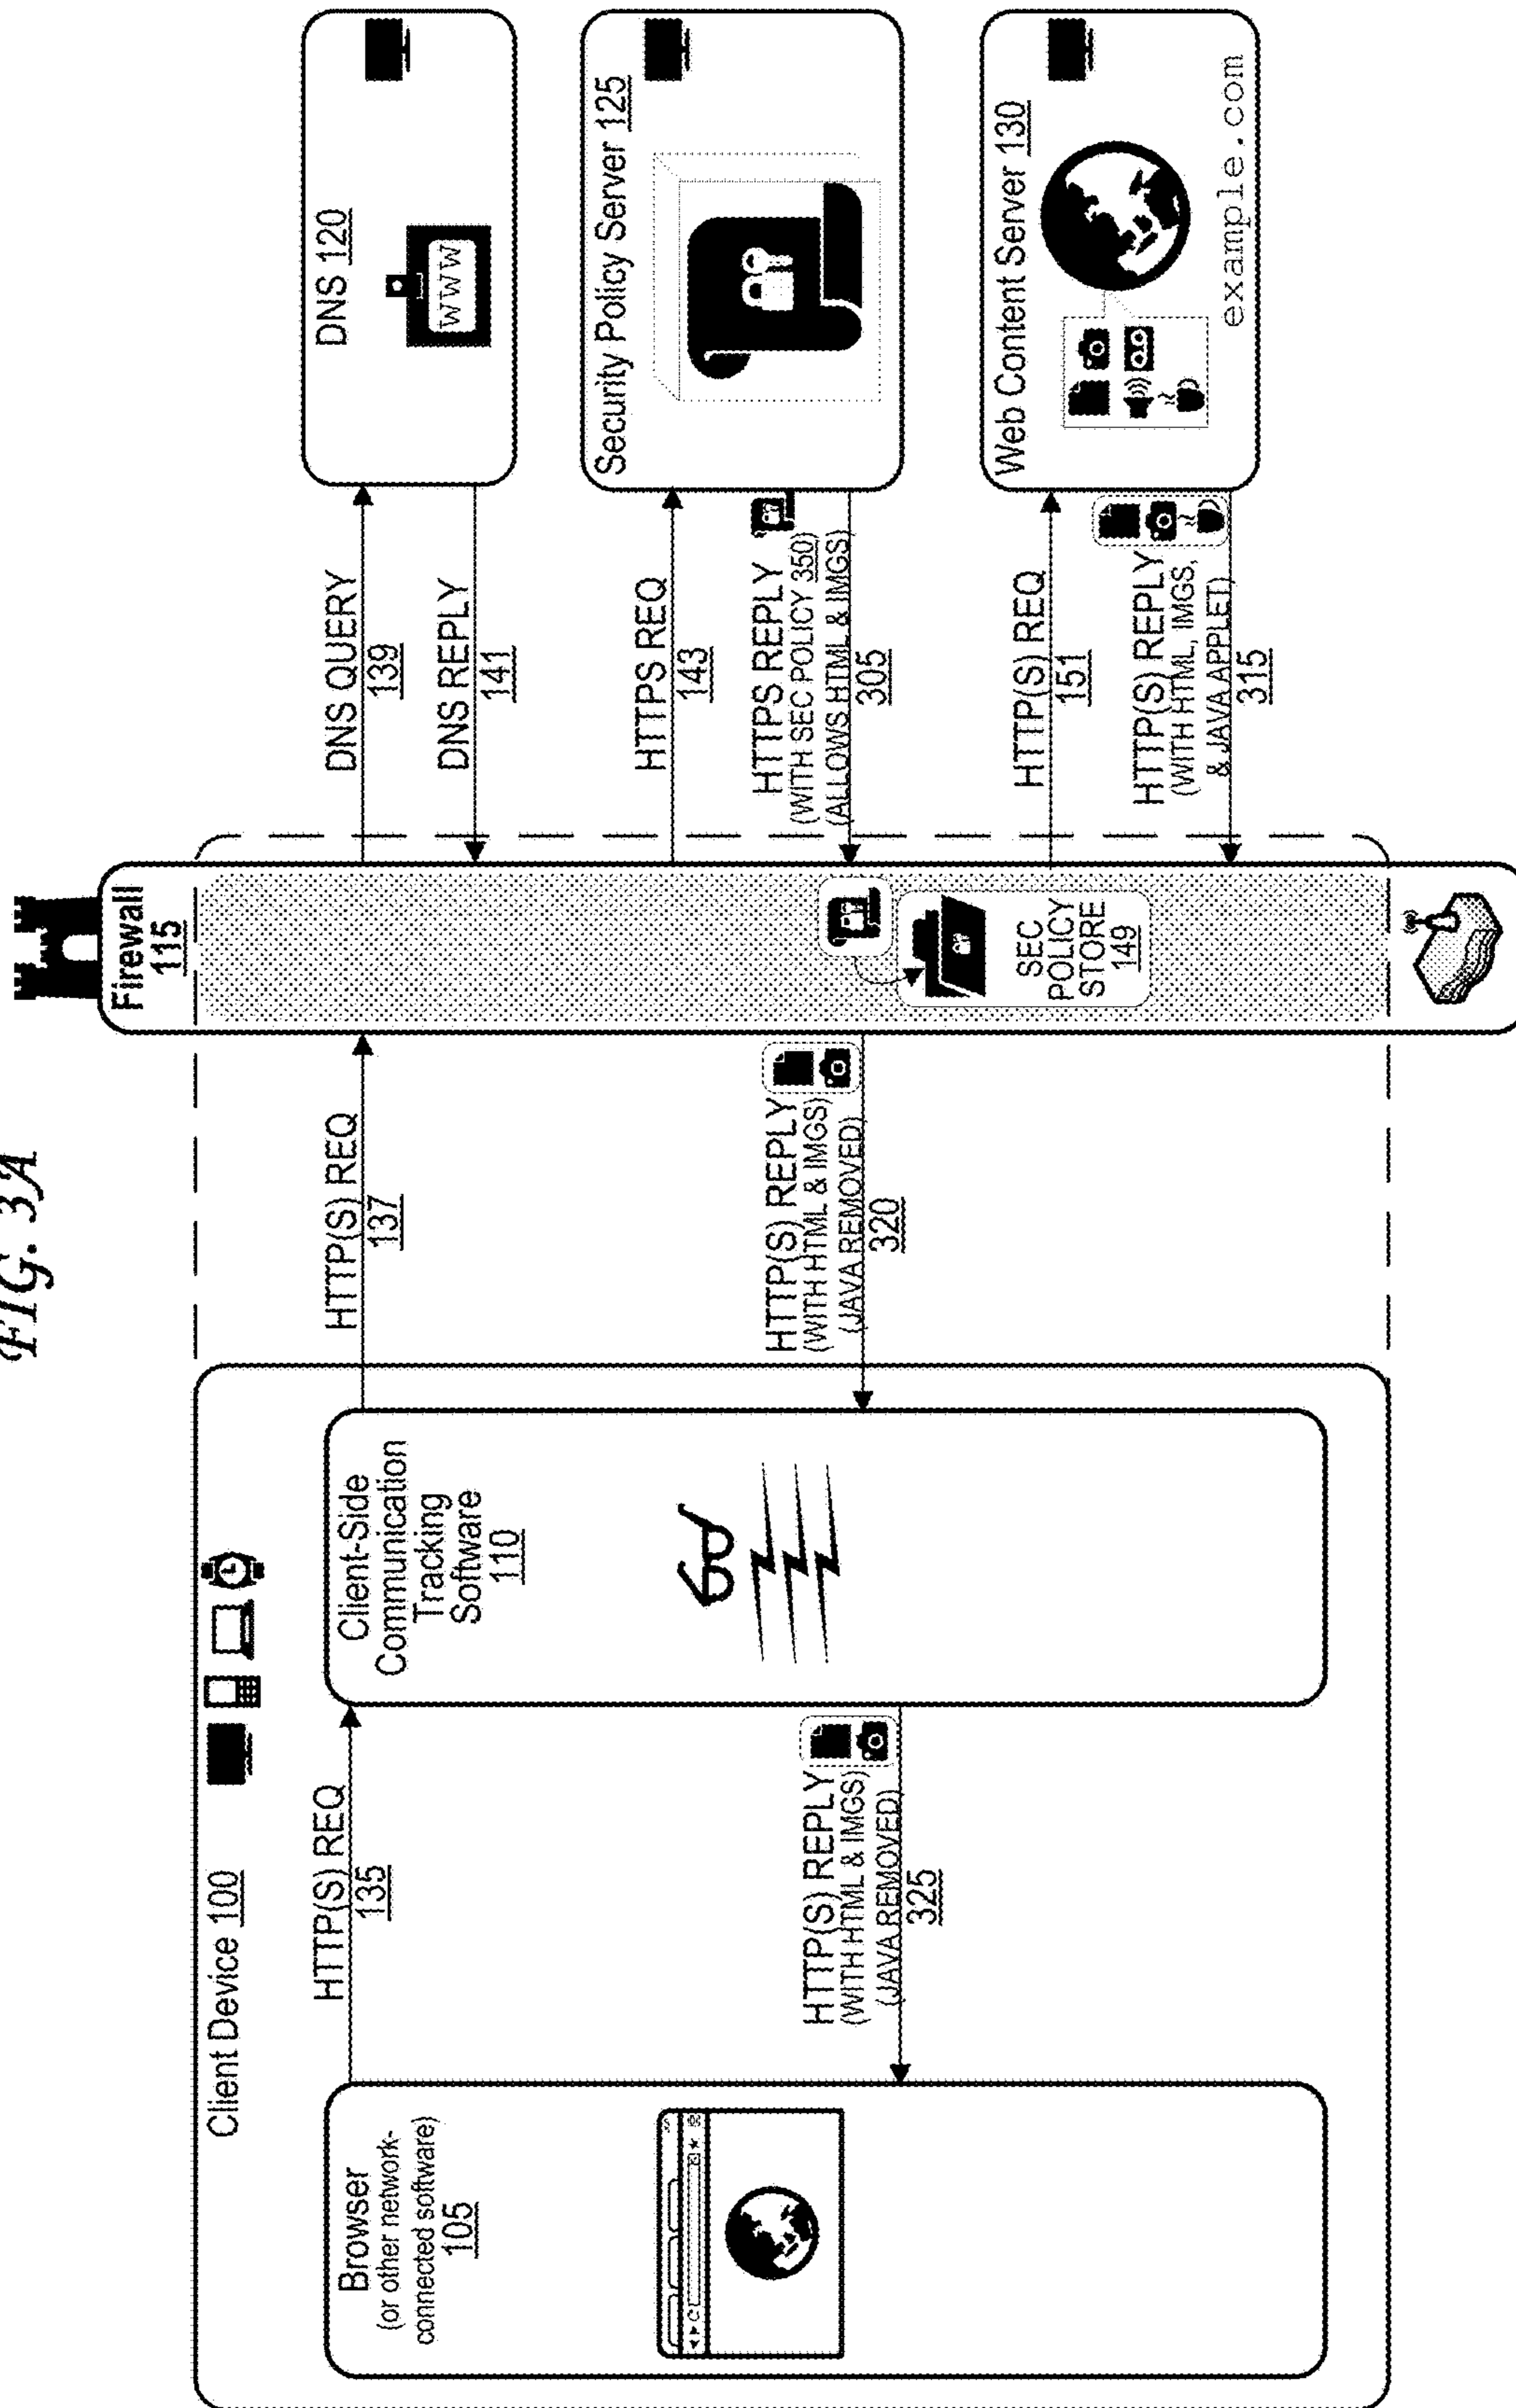 FIG. 3A
Client Device 100
Browser
(or other network-
connected software)
105
HTTP(S) REQ
135
HTTP(S) REPLY
(WITH HTML & IMGS)
(JAVA REMOVED)
325
Client-Side
Communication
Tracking
Software
110
HTTP(S) REQ
137
HTTP(S) REPLY
(WITH HTML & IMGS)
(JAVA REMOVED)
320
Firewall
115
SEC
POLICY
STORE
149
DNS QUERY
139
DNS REPLY
141
HTTPS REQ
143
HTTPS REPLY
(WITH SEC POLICY 350)
(ALLOWS HTML & IMGS)
305
HTTP(S) REQ
151
HTTP(S) REPLY
(WITH HTML, IMGS,
& JAVA APPLET)
315
DNS 120
WWW
Security Policy Server 125
Web Content Server 130
example.com